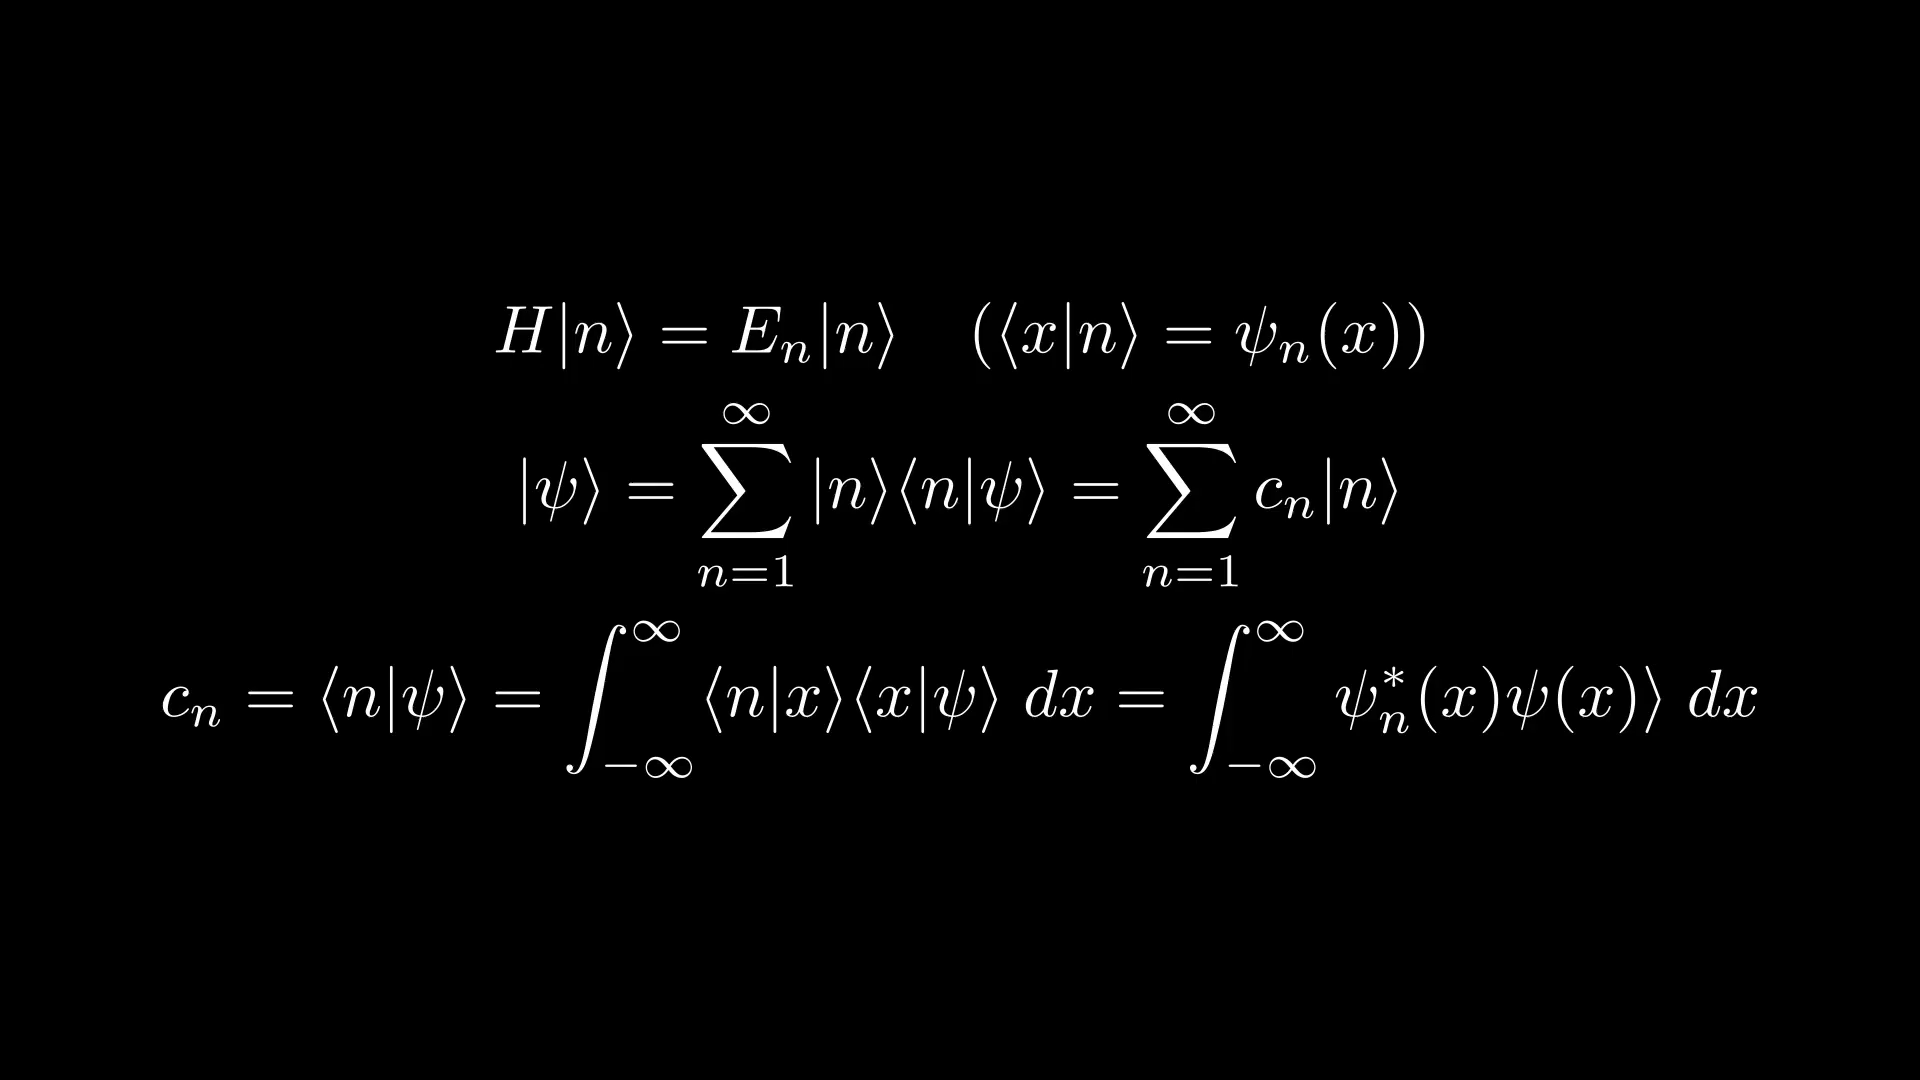 H|n⟩ = E_n|n⟩ (⟨x|n⟩ = ψ_n(x))
|ψ⟩ = ∑_{n=1}^{∞} |n⟩⟨n|ψ⟩ = ∑_{n=1}^{∞} c_n|n⟩
c_n = ⟨n|ψ⟩ = ∫_{-∞}^{∞} ⟨n|x⟩⟨x|ψ⟩ dx = ∫_{-∞}^{∞} ψ_n^*(x)ψ(x)⟩ dx